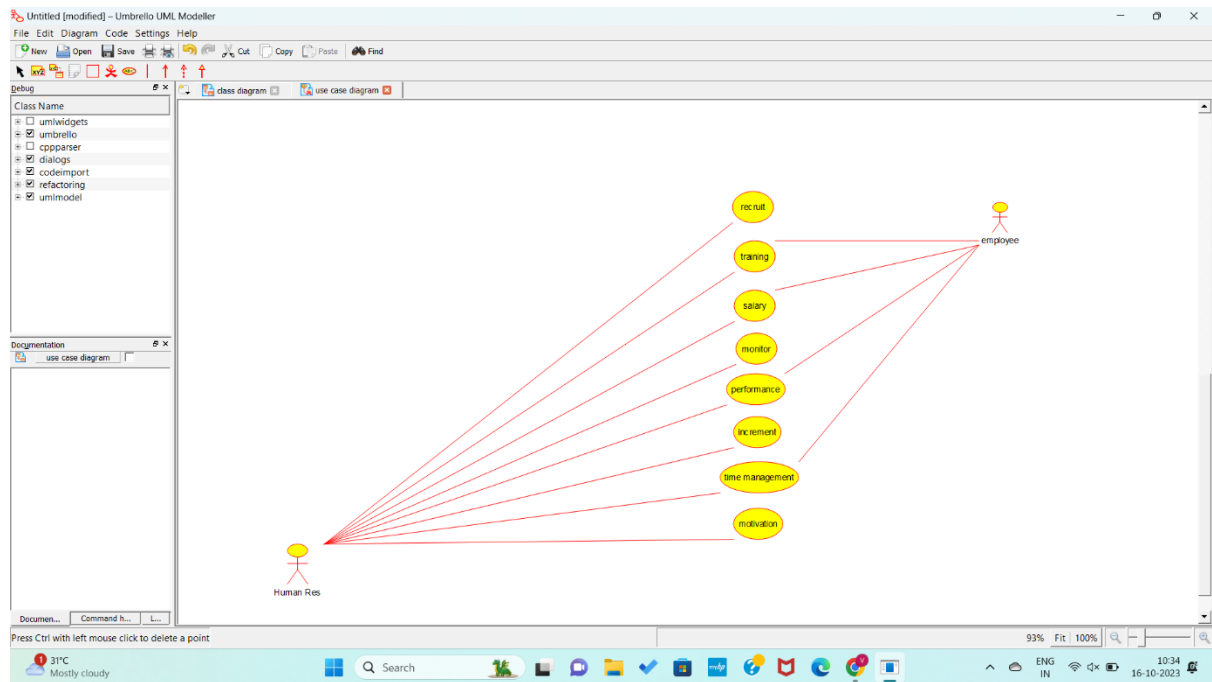 Untitled [modified] – Umbrello UML Modeller
File Edit Diagram Code Settings Help
New Open Save Cut Copy Paste Find
Debug
class diagram use case diagram
Class Name
umlwidgets
umbrello
cppparser
dialogs
codeimport
refactoring
umlmodel
recruit
employee
training
salary
monitor
performance
increment
time management
motivation
Human Res
Documentation
use case diagram
Documen... Command h... L...
Press Ctrl with left mouse click to delete a point
93% Fit 100%
1 31°C
Mostly cloudy
Search
ENG
IN
10:34
16-10-2023